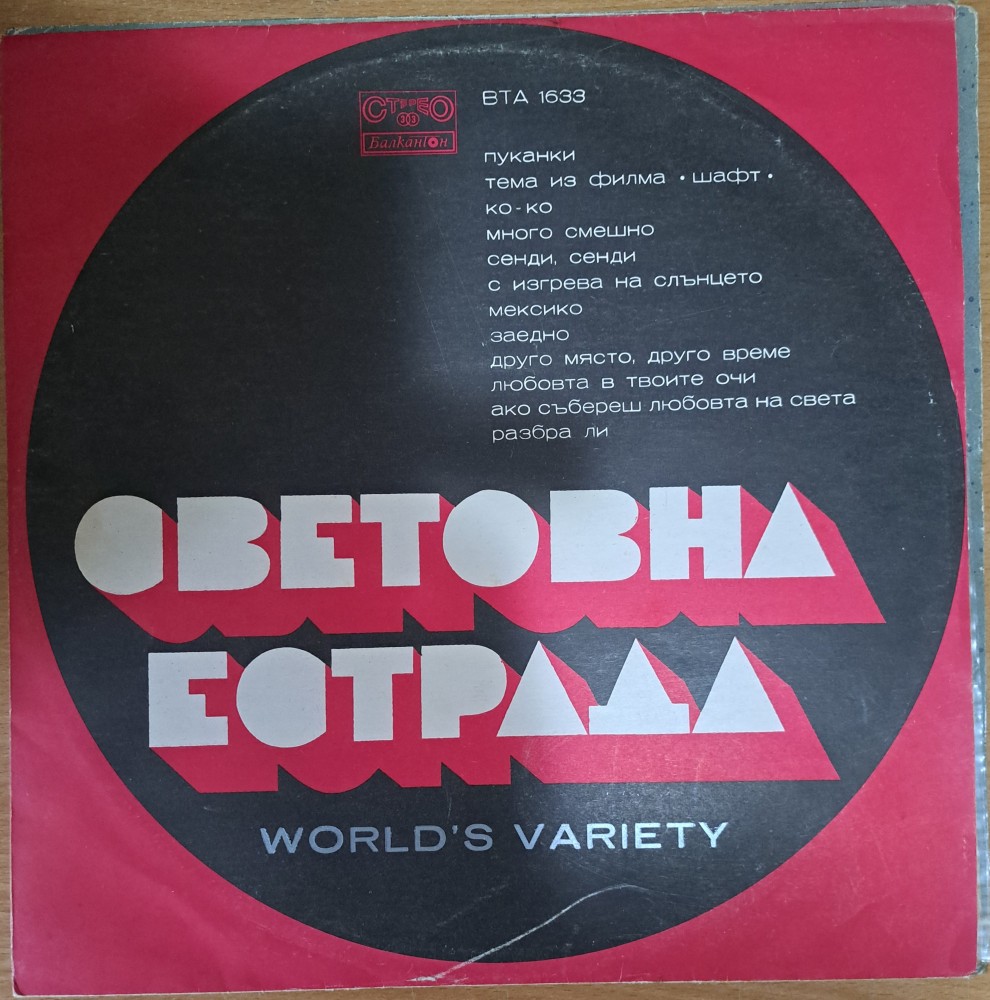 СТЕРЕО
33
Балкантон
ВТА 1633
пуканки
тема из филма • шафт •
ко-ко
много смешно
сенди, сенди
с изгрева на слънцето
мексико
заедно
друго място, друго време
любовта в твоите очи
ако събереш любовта на света
разбра ли
СВЕТОВНА
ЕСТРАДА
WORLD'S VARIETY